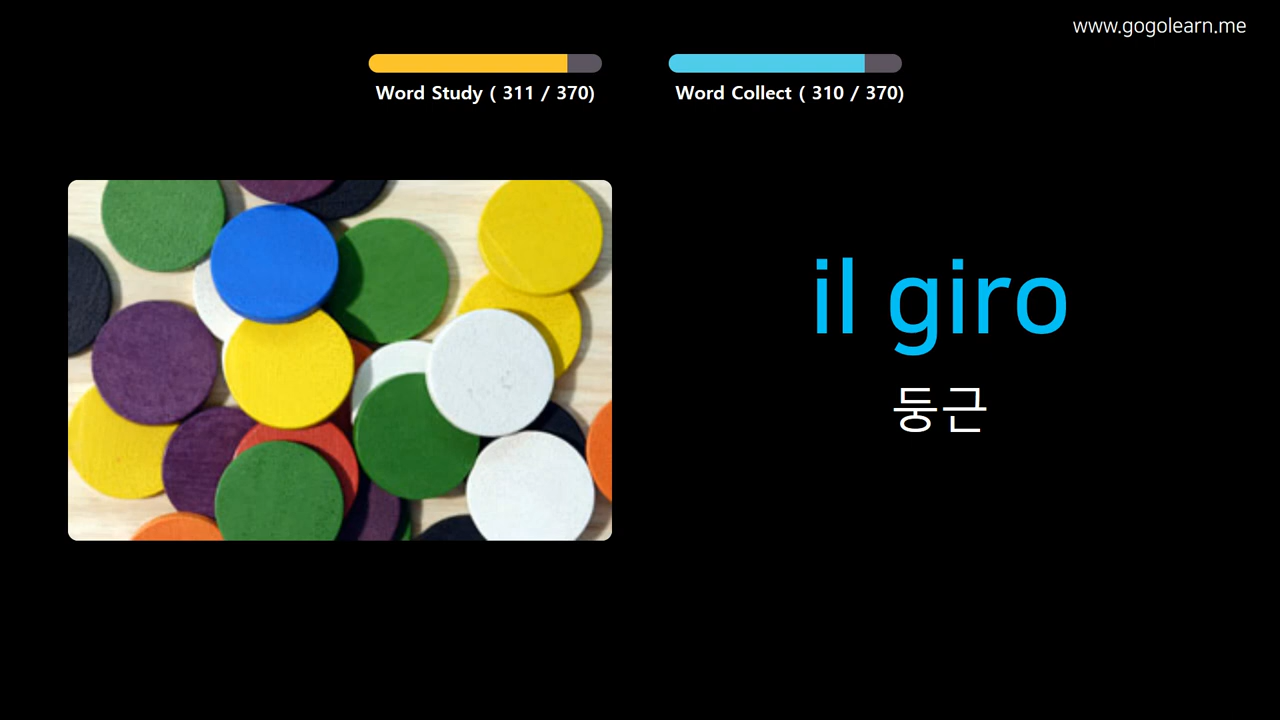 www.gogolearn.me
Word Study ( 311 / 370)
Word Collect ( 310 / 370)
il giro
둥근